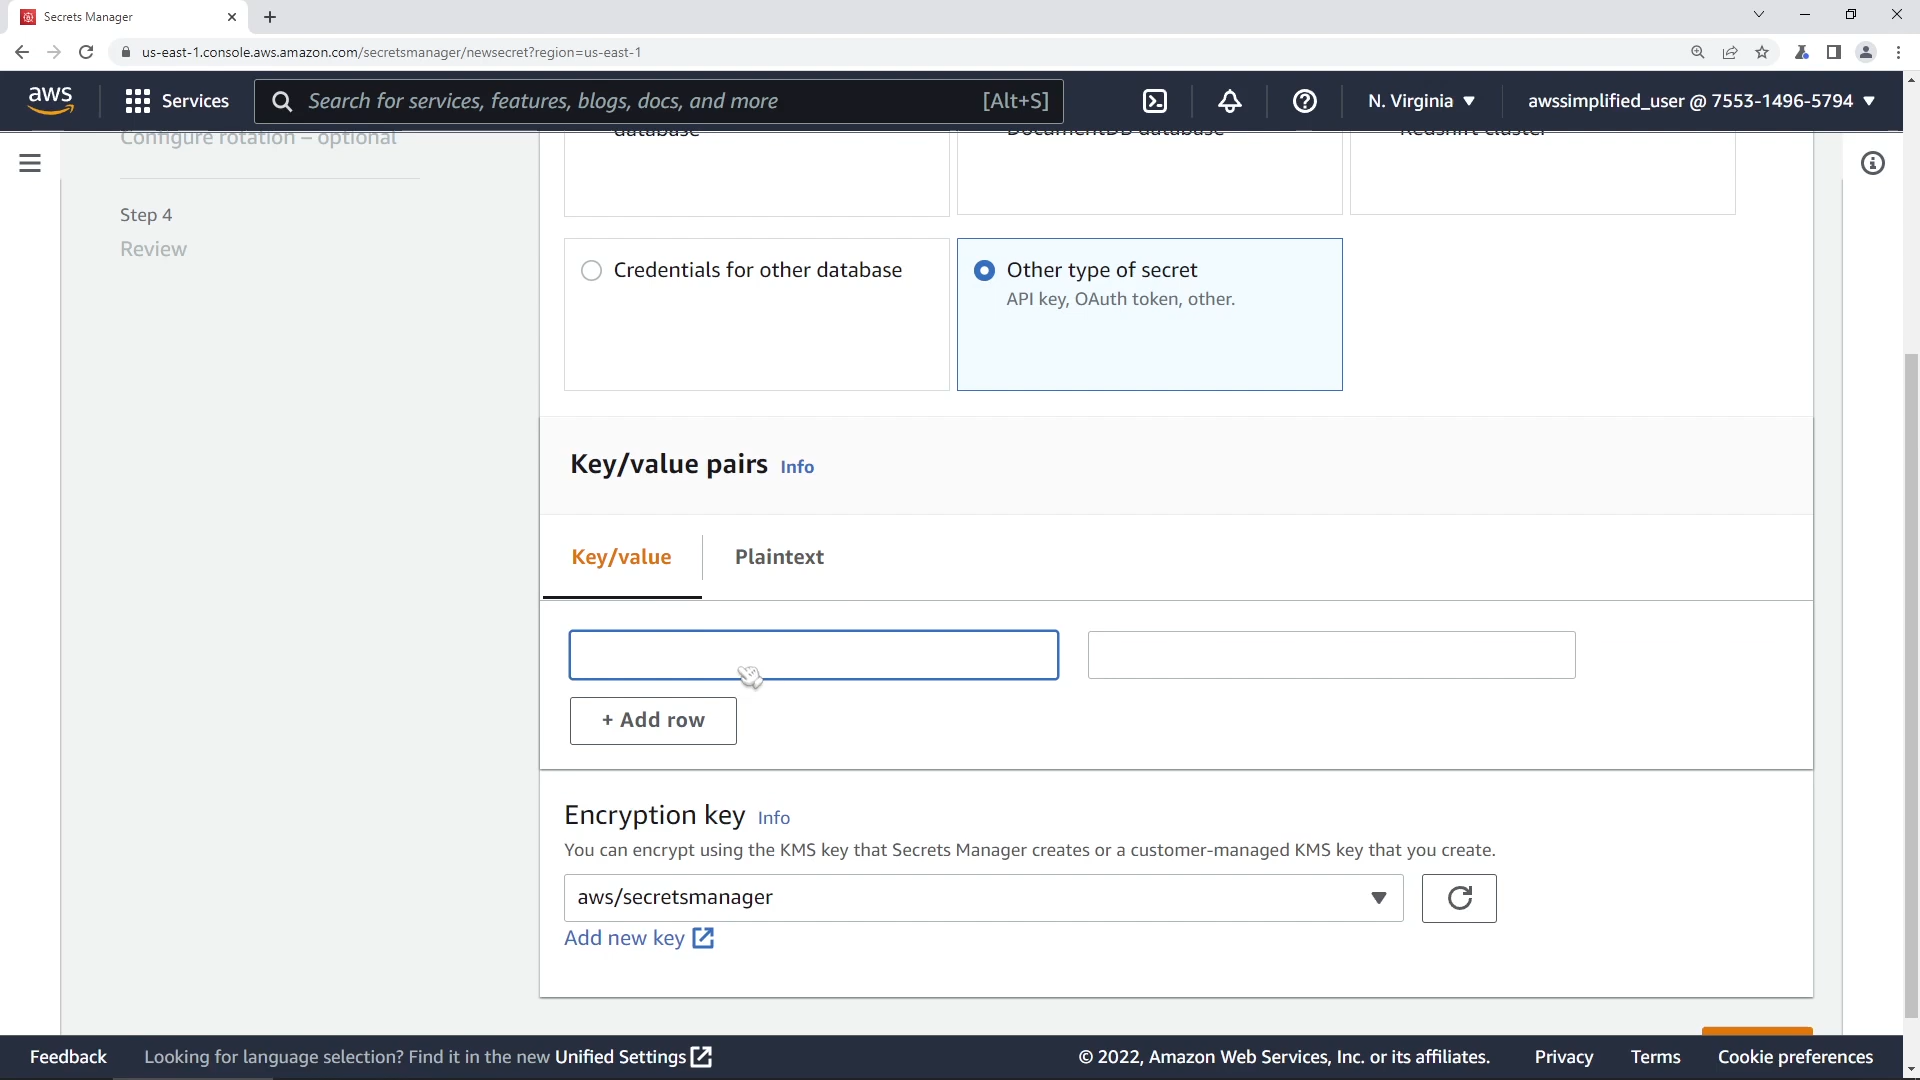 Secrets Manager
us-east-1.console.aws.amazon.com/secretsmanager/newsecret?region=us-east-1
aws
Services
Search for services, features, blogs, docs, and more
[Alt+S]
N. Virginia
awssimplified_user @ 7553-1496-5794
Configure rotation – optional
Step 4
Review
database
DocumentDB database
Redshift cluster
Credentials for other database
Other type of secret
API key, OAuth token, other.
Key/value pairs Info
Key/value
Plaintext
+ Add row
Encryption key Info
You can encrypt using the KMS key that Secrets Manager creates or a customer-managed KMS key that you create.
aws/secretsmanager
Add new key
Feedback
Looking for language selection? Find it in the new Unified Settings
© 2022, Amazon Web Services, Inc. or its affiliates.
Privacy
Terms
Cookie preferences